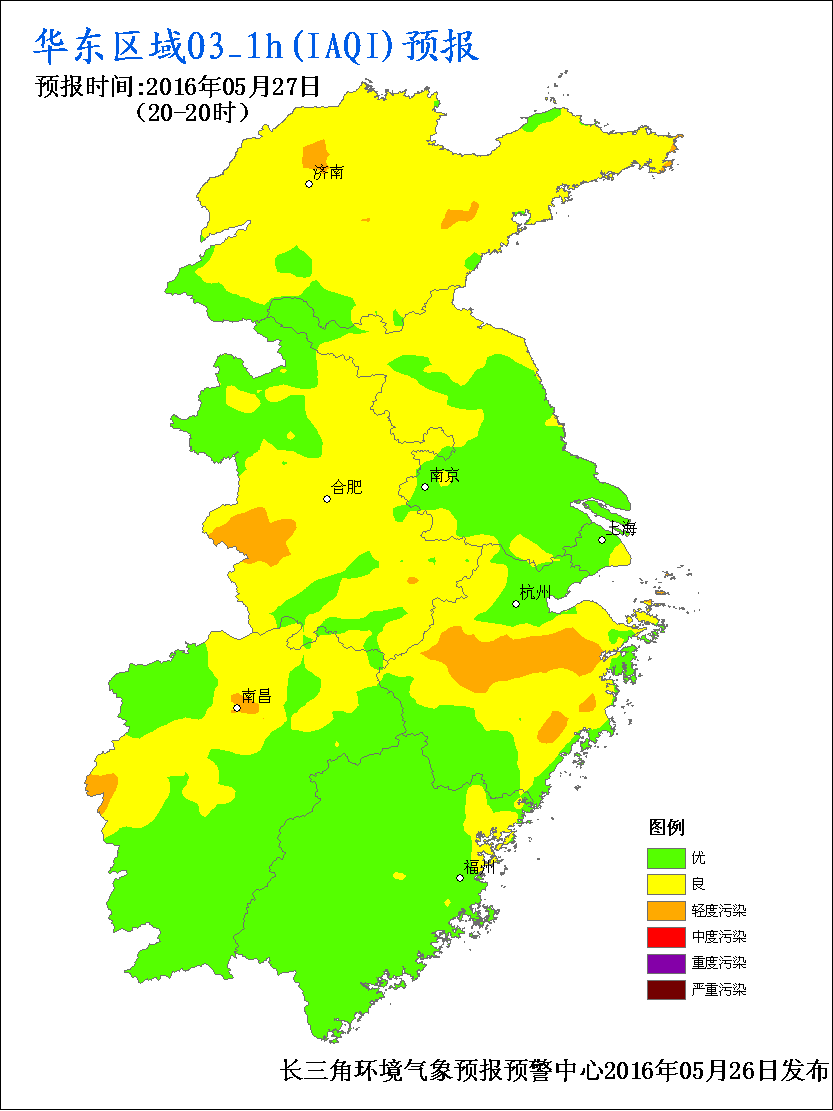 华东区域O3_1h(IAQI)预报
预报时间:2016年05月27日
（20-20时）
济南
南京
合肥
上海
杭州
南昌
福州
图例
优
良
轻度污染
中度污染
重度污染
严重污染
长三角环境气象预报预警中心2016年05月26日发布